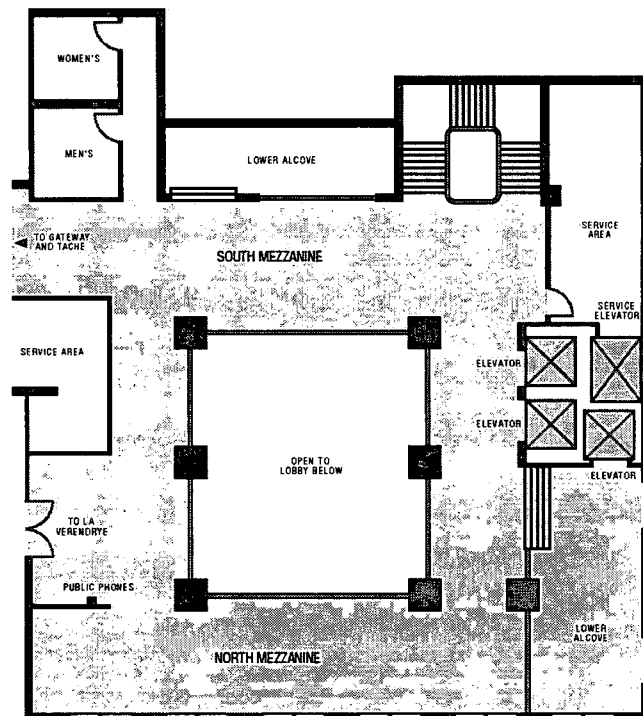 WOMEN'S
MEN'S
LOWER ALCOVE
TO GATEWAY
AND TACHE
SOUTH MEZZANINE
SERVICE
AREA
SERVICE
ELEVATOR
SERVICE AREA
ELEVATOR
ELEVATOR
OPEN TO
LOBBY BELOW
ELEVATOR
TO LA
VERENDRYE
PUBLIC PHONES
LOWER
ALCOVE
NORTH MEZZANINE